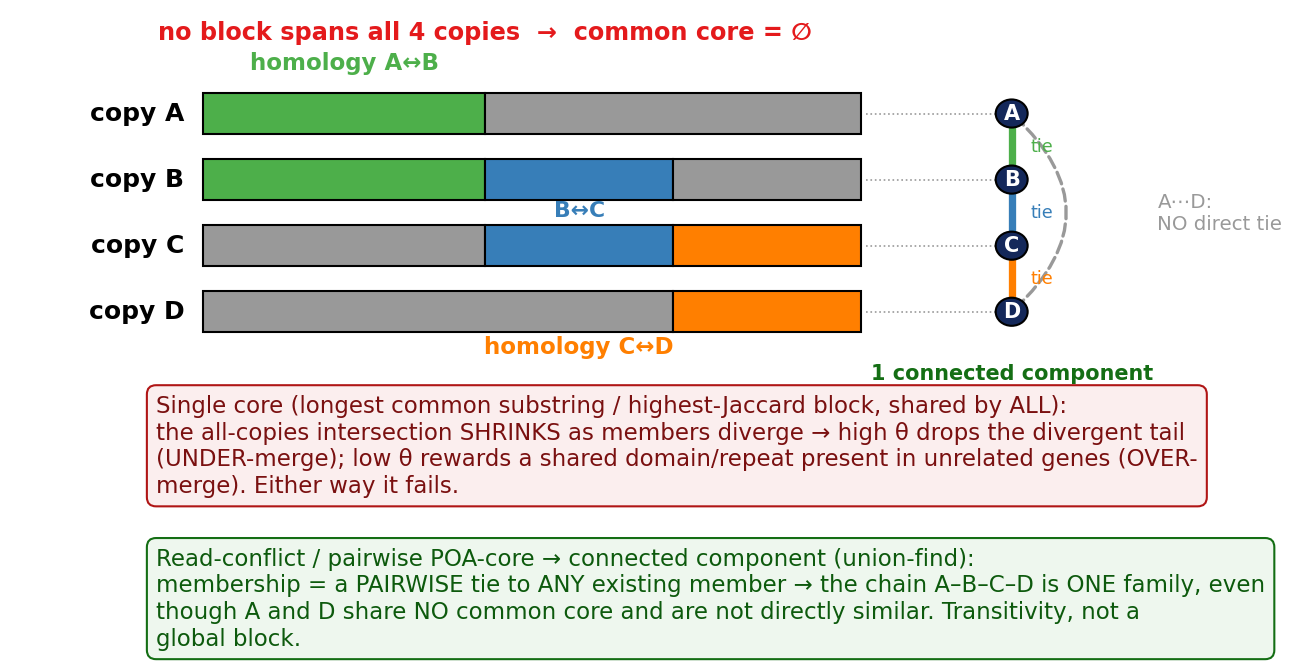 no block spans all 4 copies → common core = ∅
homology A↔B
copy A
A
tie
copy B
B
B↔C
tie
A⋯D:
NO direct tie
copy C
C
tie
copy D
D
homology C↔D
1 connected component
Single core (longest common substring / highest-Jaccard block, shared by ALL):
the all-copies intersection SHRINKS as members diverge → high θ drops the divergent tail
(UNDER-merge); low θ rewards a shared domain/repeat present in unrelated genes (OVER-
merge). Either way it fails.
Read-conflict / pairwise POA-core → connected component (union-find):
membership = a PAIRWISE tie to ANY existing member → the chain A–B–C–D is ONE family, even
though A and D share NO common core and are not directly similar. Transitivity, not a
global block.